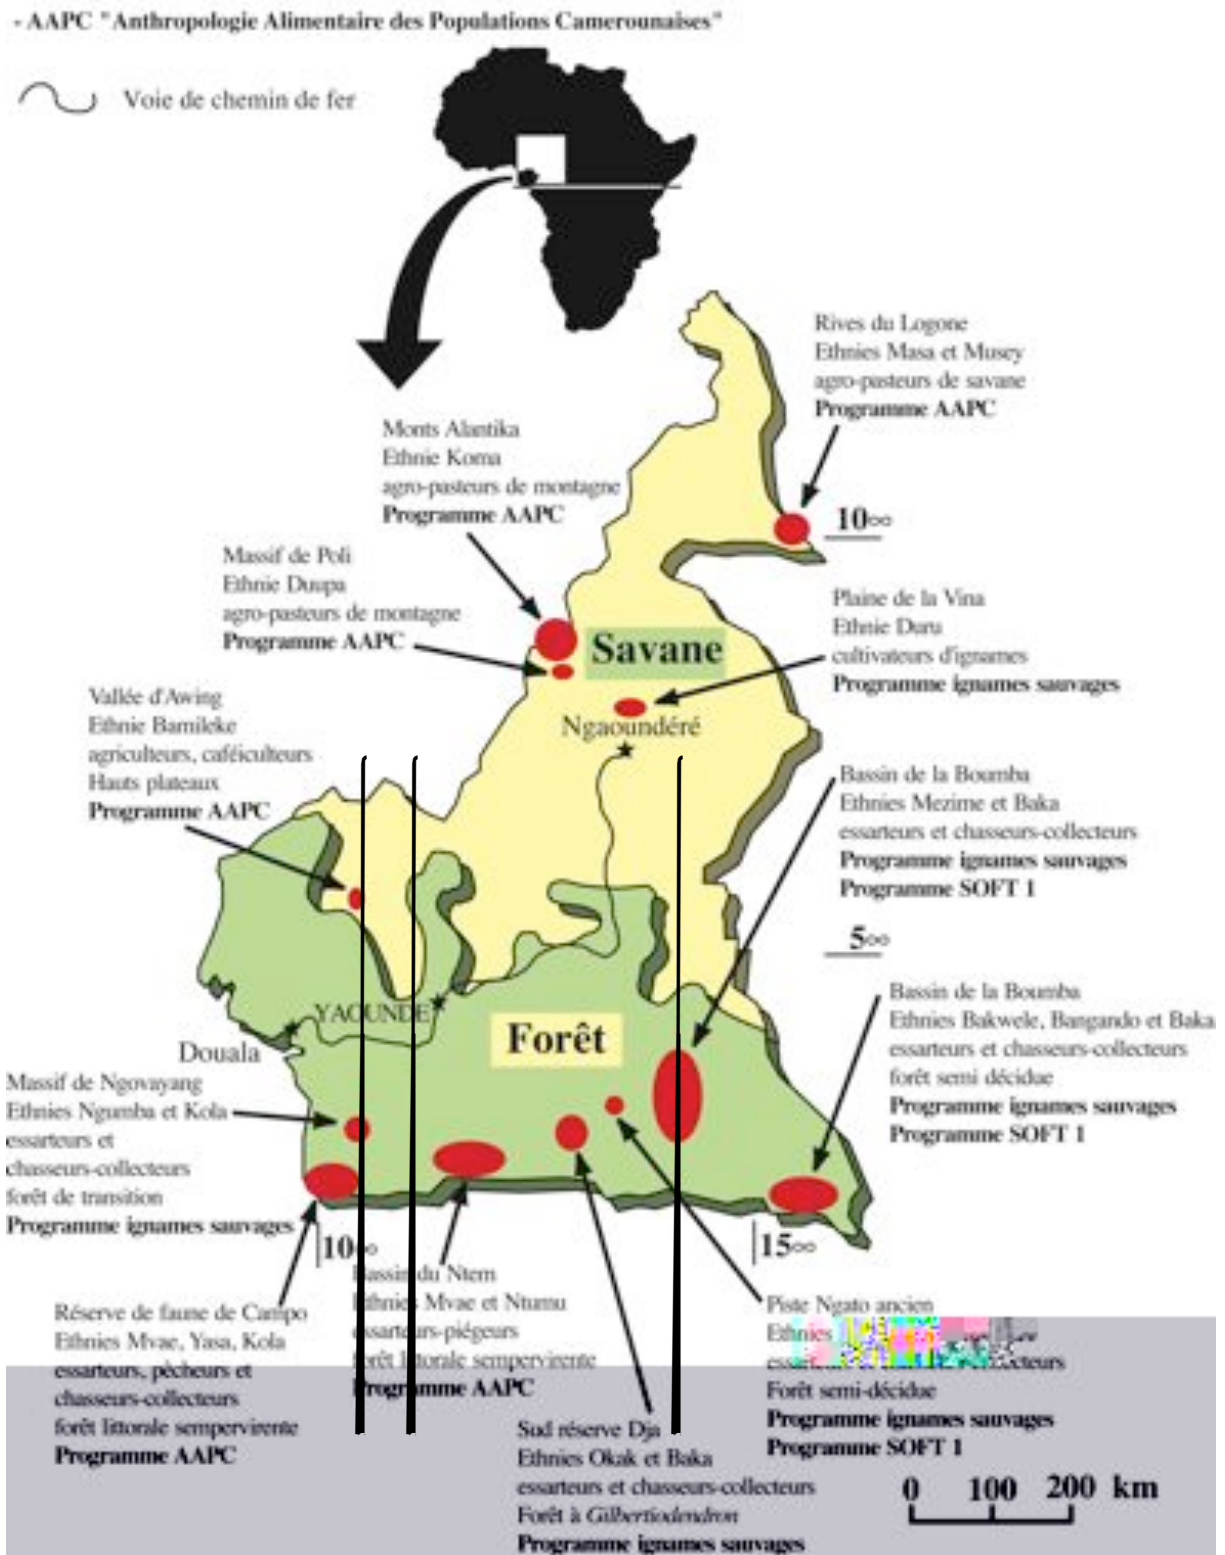 - AAPC "Anthropologie Alimentaire des Populations Camerounaises"
Voie de chemin de fer
Rives du Logone
Ethnies Masa et Musey
agro-pasteurs de savane
Programme AAPC
Monts Alantika
Ethnie Koma
agro-pasteurs de montagne
Programme AAPC
10∞
Massif de Poli
Ethnie Duupa
agro-pasteurs de montagne
Programme AAPC
Plaine de la Vina
Ethnie Duru
cultivateurs d'ignames
Programme ignames sauvages
Savane
Ngaoundéré
Vallée d'Awing
Ethnie Bamileke
agriculteurs, caféiculteurs
Hauts plateaux
Programme AAPC
Bassin de la Boumba
Ethnies Mezime et Baka
essarteurs et chasseurs-collecteurs
Programme ignames sauvages
Programme SOFT 1
5∞
Bassin de la Boumba
Ethnies Bakwele, Bangando et Baka
essarteurs et chasseurs-collecteurs
forêt semi décidue
Programme ignames sauvages
Programme SOFT 1
YAOUNDE
Forêt
Douala
Massif de Ngovayang
Ethnies Ngumba et Kola
essarteurs et
chasseurs-collecteurs
forêt de transition
Programme ignames sauvages
10∞
15∞
Réserve de faune de Campo
Ethnies Mvae, Yasa, Kola
essarteurs, pêcheurs et
chasseurs-collecteurs
forêt littorale sempervirente
Programme AAPC
Bassin du Ntem
Ethnies Mvae et Ntumu
essarteurs-piégeurs
forêt littorale sempervirente
Programme AAPC
Sud réserve Dja
Ethnies Okak et Baka
essarteurs et chasseurs-collecteurs
Forêt à Gilbertiodendron
Programme ignames sauvages
Piste Ngato ancien
Ethnies
Forêt semi-décidue
Programme ignames sauvages
Programme SOFT 1
0 100 200 km